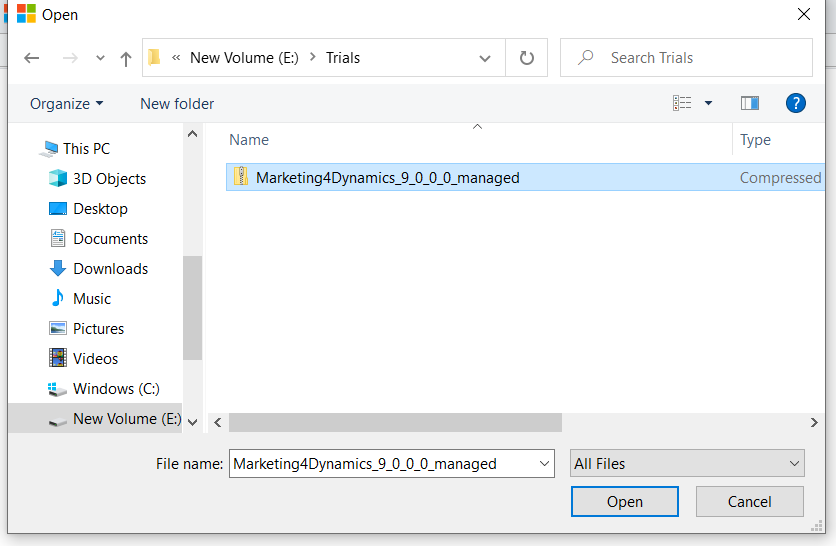 Open
« New Volume (E:) > Trials
Search Trials
Organize
New folder
?
Name
Type
This PC
3D Objects
Desktop
Documents
Downloads
Music
Pictures
Videos
Windows (C:)
New Volume (E:)
Marketing4Dynamics_9_0_0_0_managed
Compressed
File name:
Marketing4Dynamics_9_0_0_0_managed
All Files
Open
Cancel